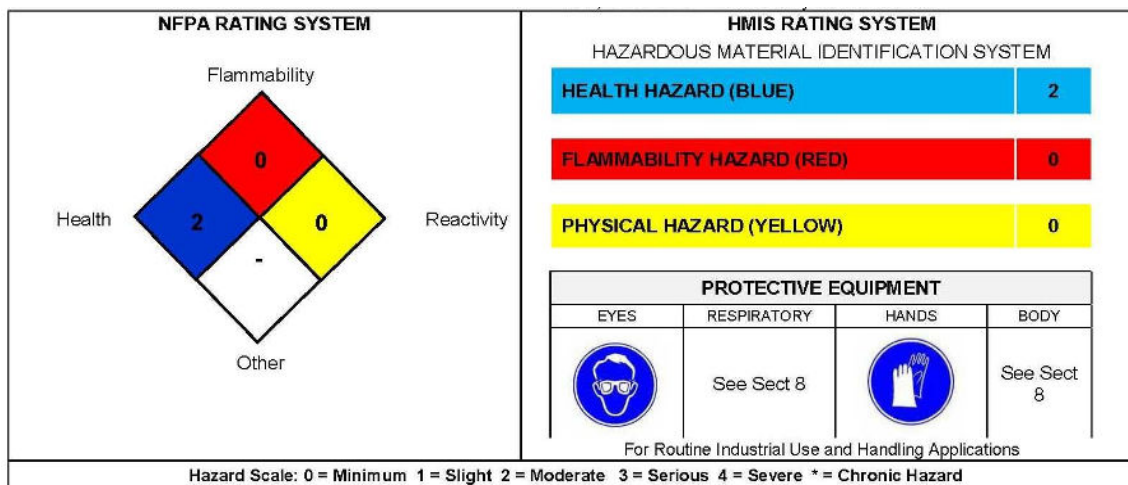 NFPA RATING SYSTEM
Flammability
0
Health
2
0
Reactivity
-
Other
HMIS RATING SYSTEM
HAZARDOUS MATERIAL IDENTIFICATION SYSTEM
HEALTH HAZARD (BLUE) 2
FLAMMABILITY HAZARD (RED) 0
PHYSICAL HAZARD (YELLOW) 0
PROTECTIVE EQUIPMENT
EYES RESPIRATORY HANDS BODY
See Sect 8
See Sect
8
For Routine Industrial Use and Handling Applications
Hazard Scale: 0 = Minimum 1 = Slight 2 = Moderate 3 = Serious 4 = Severe * = Chronic Hazard